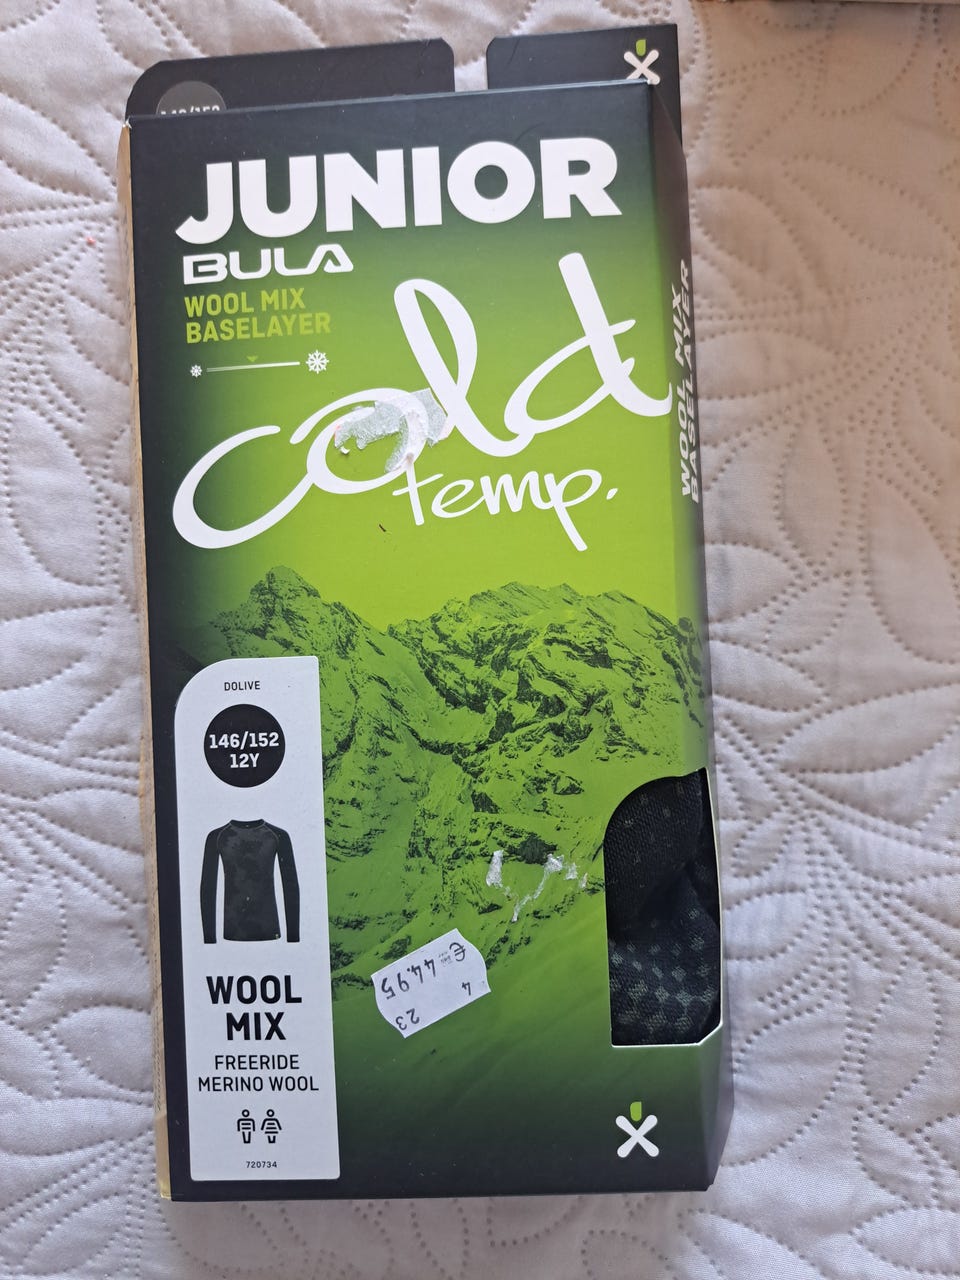 JUNIOR
BULA
WOOL MIX
BASELAYER
cold
temp.
WOOL MIX
BASELAYER
DOLIVE
146/152
12Y
WOOL
MIX
FREERIDE
MERINO WOOL
720734
€ 44.95
4
23